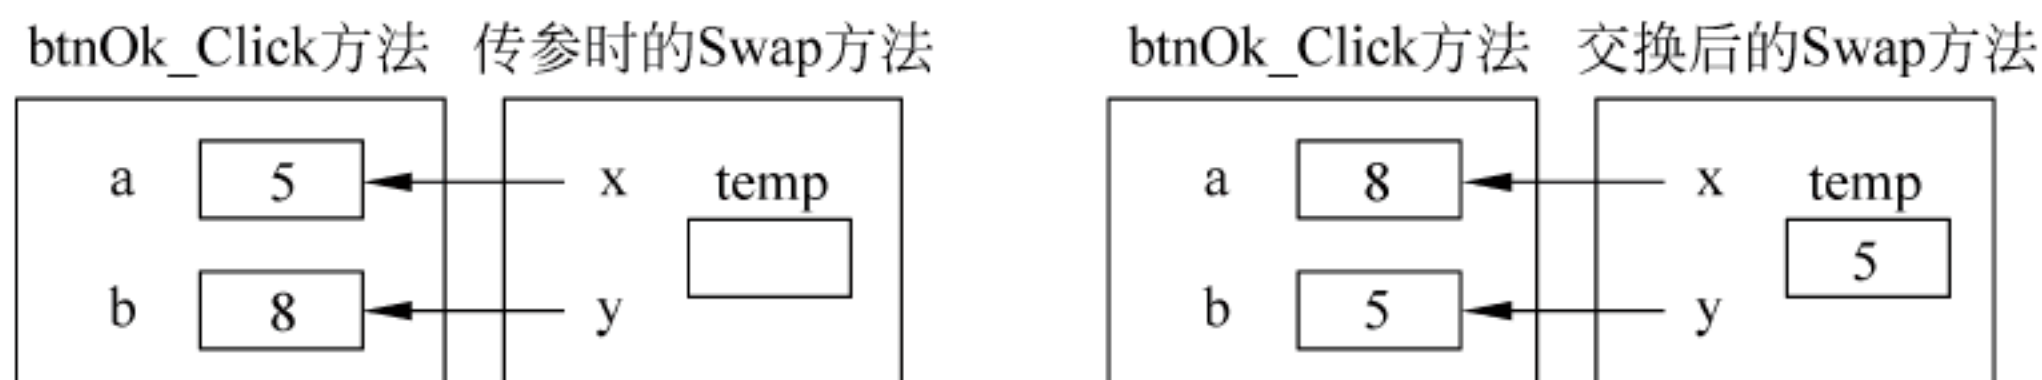 btnOk_Click方法 传参时的Swap方法
a 5 x temp
b 8 y
btnOk_Click方法 交换后的Swap方法
a 8 x temp
5
b 5 y